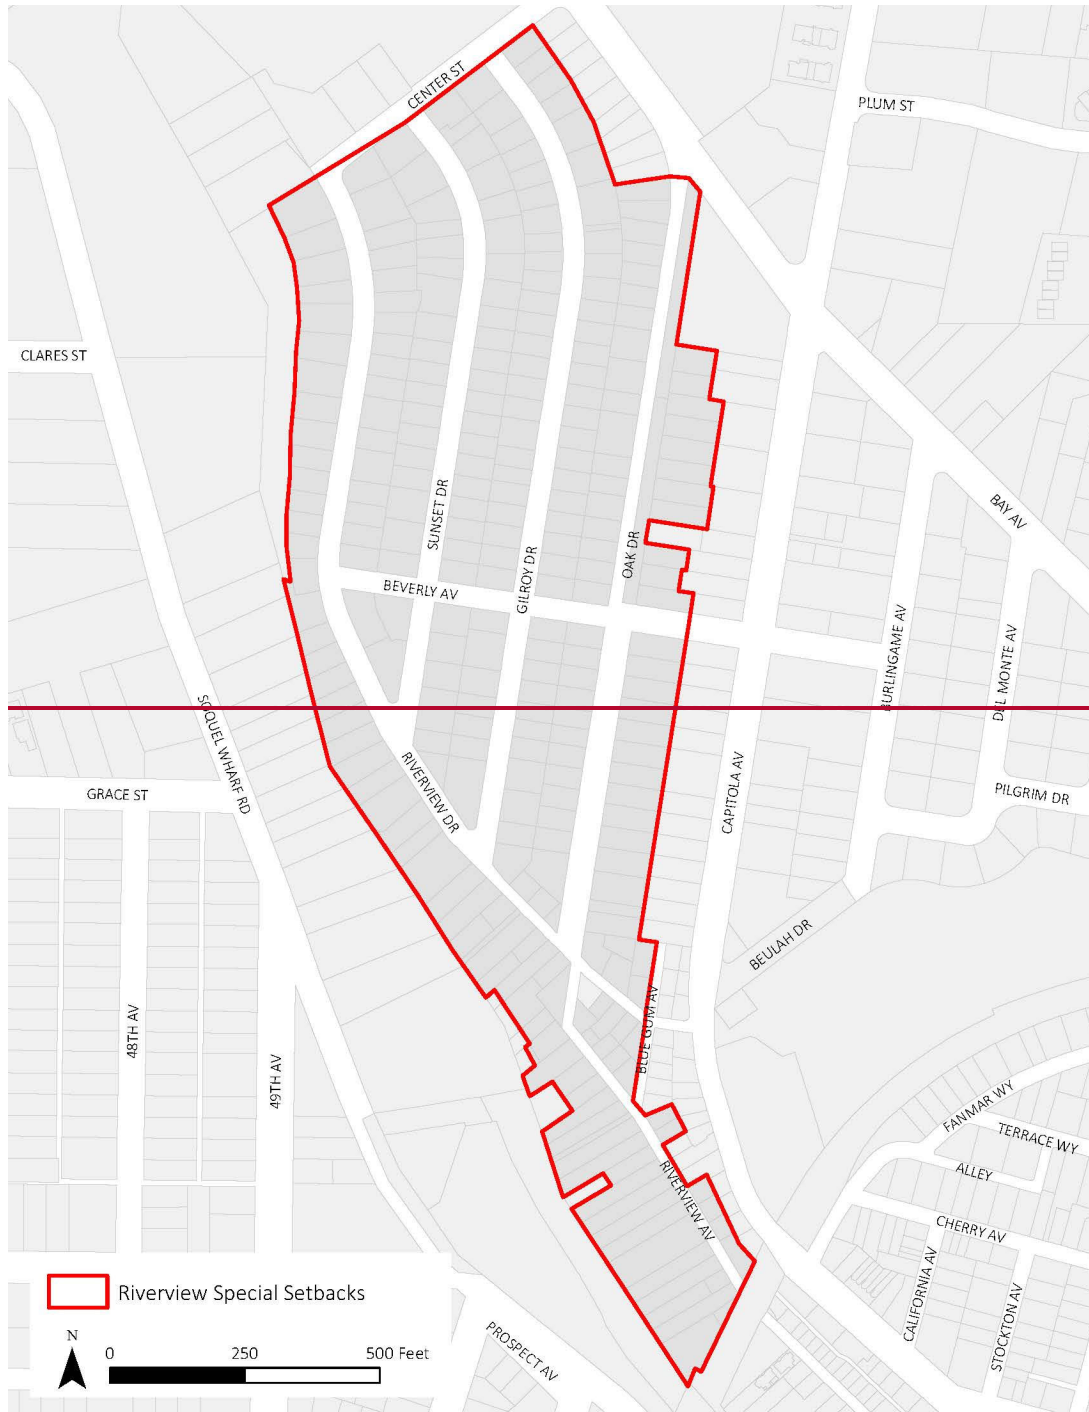 CENTER ST
PLUM ST
CLARES ST
SUNSET DR
BAY AV
OAK DR
GILROY DR
BEVERLY AV
BURLINGAME AV
DEL MONTE AV
SOQUEL WHARF RD
RIVERVIEW DR
CAPITOLA AV
GRACE ST
PILGRIM DR
BEULAH DR
BLUE GUM AV
48TH AV
49TH AV
FANMAR WY
TERRACE WY
ALLEY
RIVERVIEW AV
CHERRY AV
CALIFORNIA AV
STOCKTON AV
PROSPECT AV
Riverview Special Setbacks
N
0 250 500 Feet